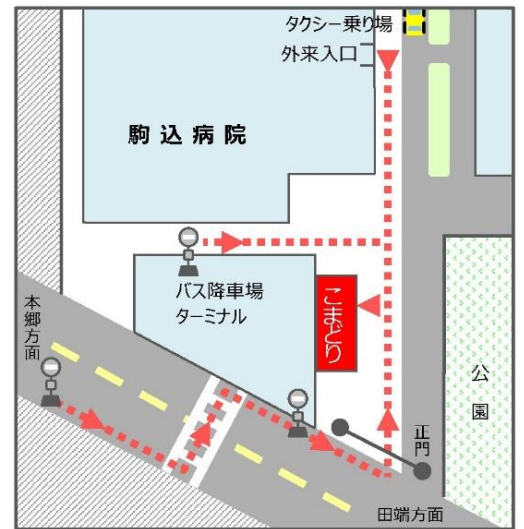 タクシー乗り場
外来入口
駒込病院
バス降車場
ターミナル
こまどり
本郷方面
公園
正門
田端方面